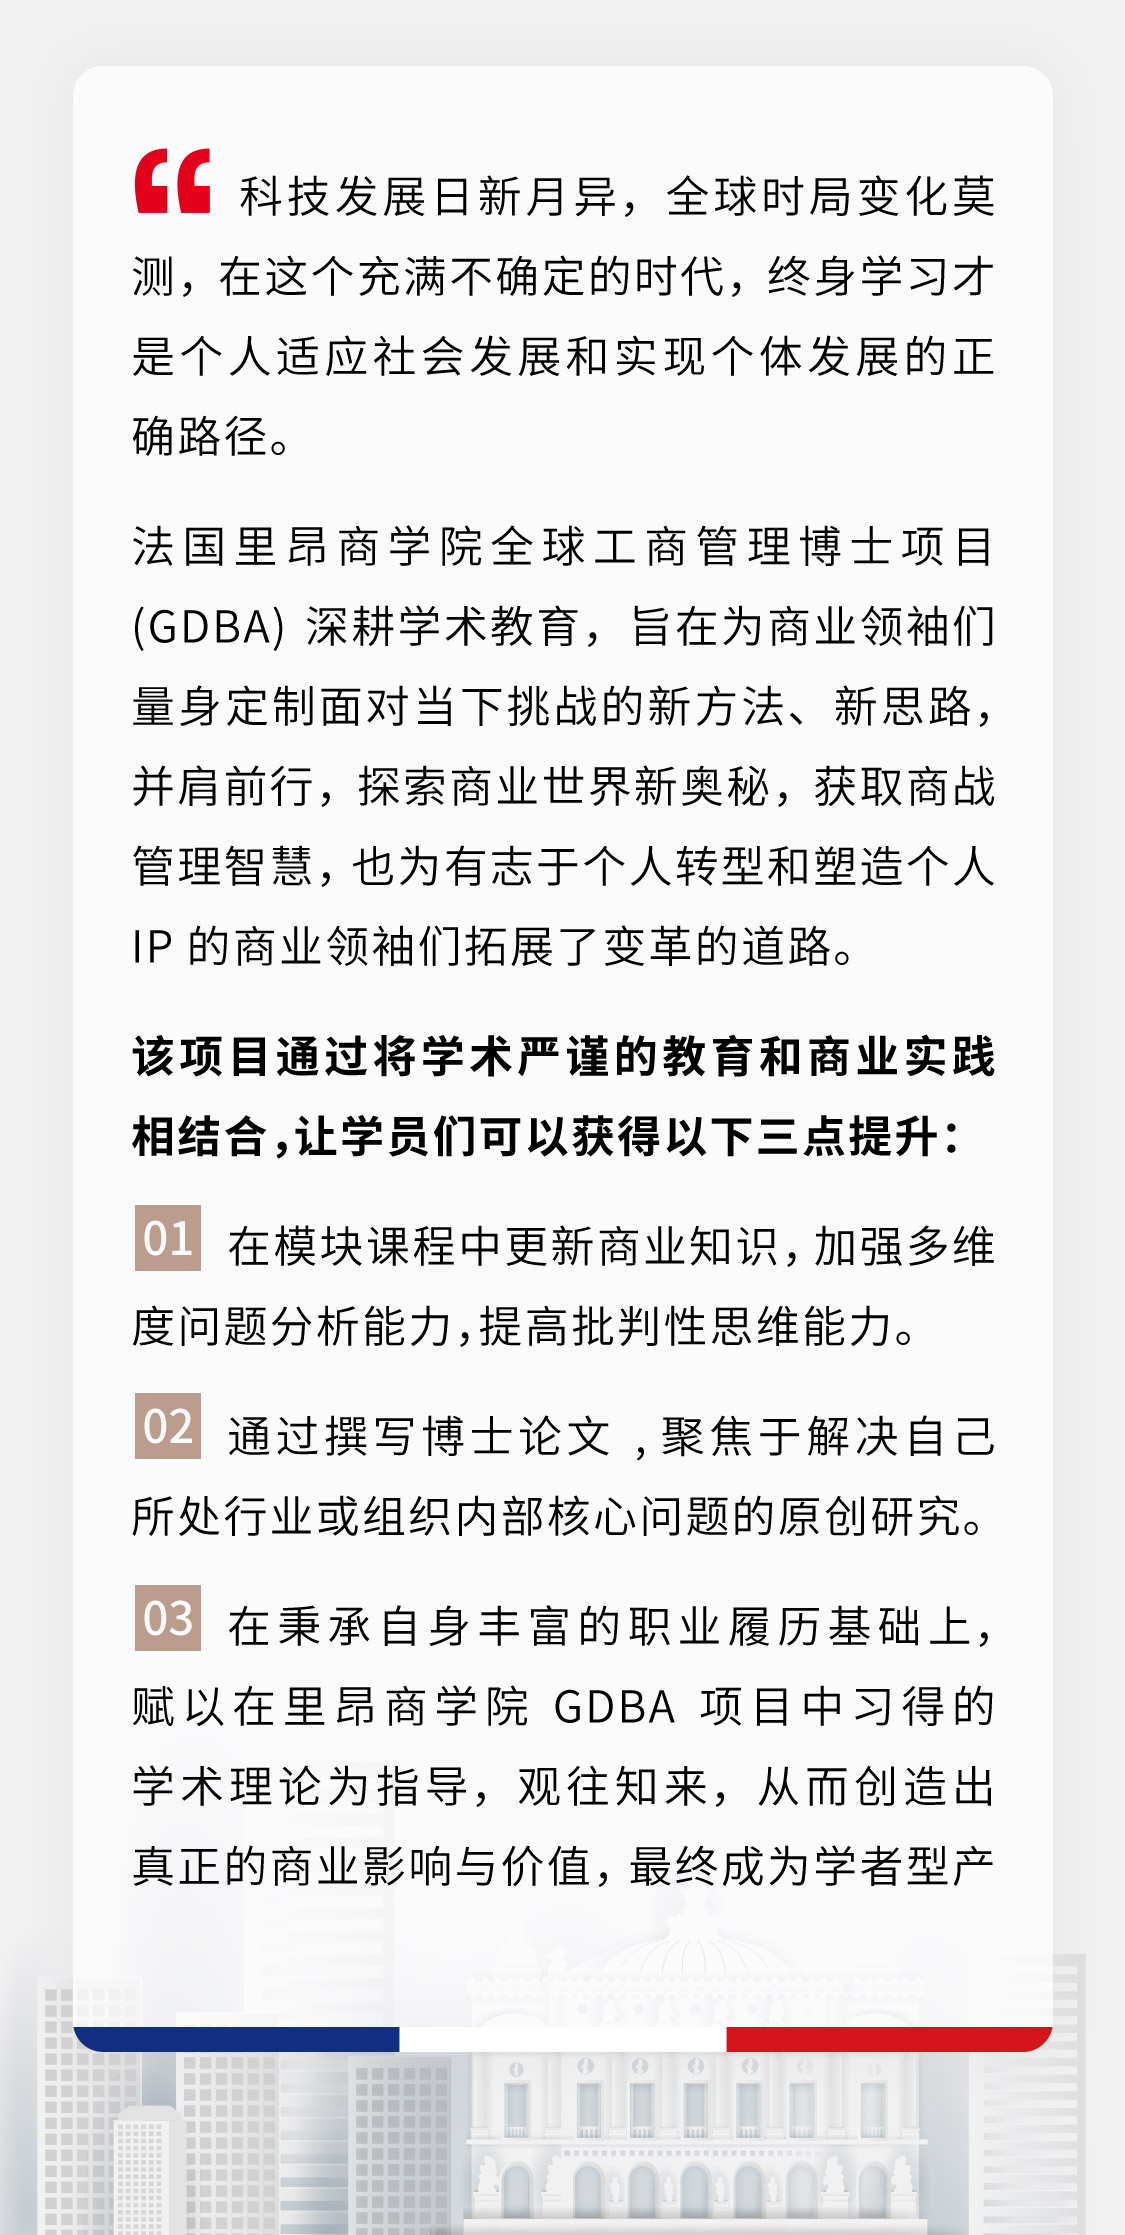 “科技发展日新月异，全球时局变化莫
测，在这个充满不确定的时代，终身学习才
是个人适应社会发展和实现个体发展的正
确路径。
法国里昂商学院全球工商管理博士项目
(GDBA) 深耕学术教育，旨在为商业领袖们
量身定制面对当下挑战的新方法、新思路，
并肩前行，探索商业世界新奥秘，获取商战
管理智慧，也为有志于个人转型和塑造个人
IP 的商业领袖们拓展了变革的道路。
该项目通过将学术严谨的教育和商业实践
相结合，让学员们可以获得以下三点提升：
01 在模块课程中更新商业知识，加强多维
度问题分析能力，提高批判性思维能力。
02 通过撰写博士论文 ，聚焦于解决自己
所处行业或组织内部核心问题的原创研究。
03 在秉承自身丰富的职业履历基础上，
赋以在里昂商学院 GDBA 项目中习得的
学术理论为指导，观往知来，从而创造出
真正的商业影响与价值，最终成为学者型产